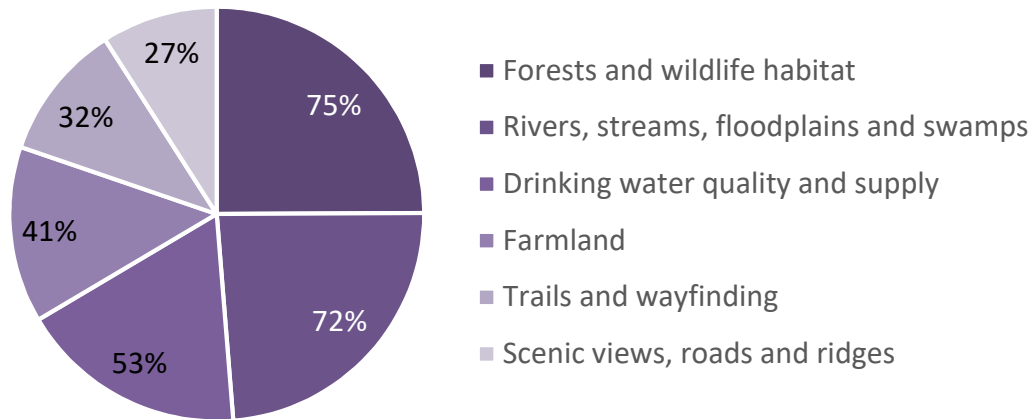 27%
75%
32%
41%
53%
72%
Forests and wildlife habitat
Rivers, streams, floodplains and swamps
Drinking water quality and supply
Farmland
Trails and wayfinding
Scenic views, roads and ridges